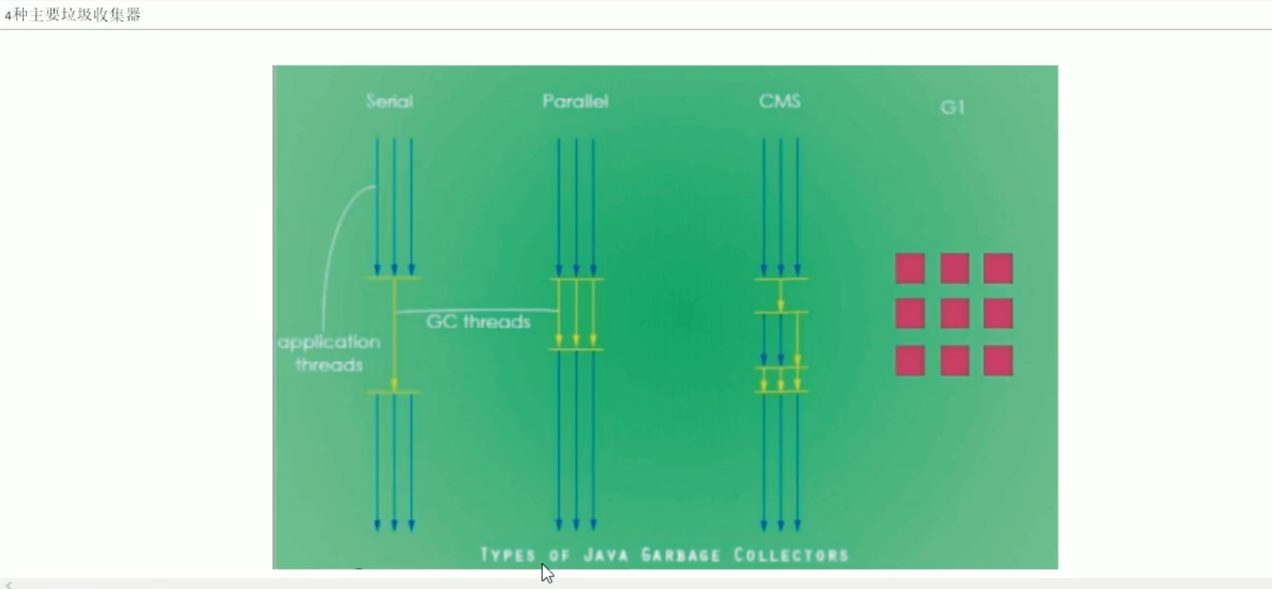 4种主要垃圾收集器
Serial
Parallel
CMS
G1
GC threads
application
threads
TYPES OF JAVA GARBAGE COLLECTORS